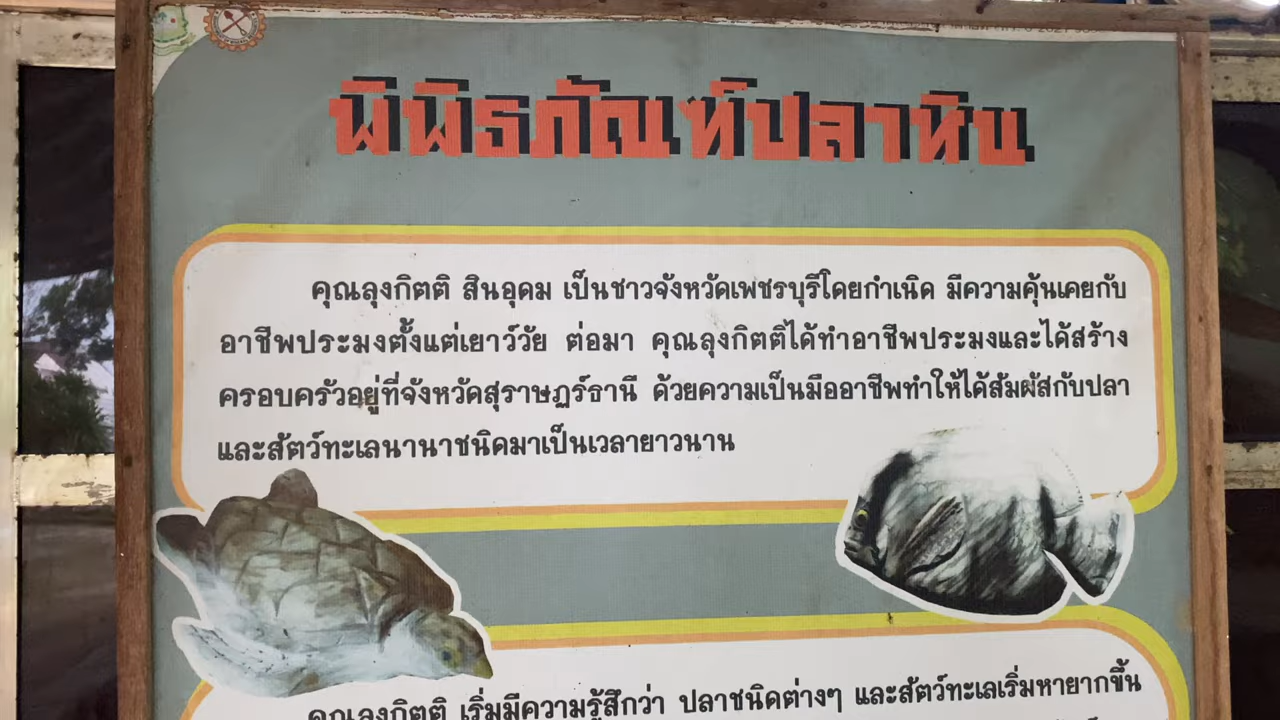 พิพิธภัณฑ์ปลาหิน
คุณลุงกิตติ สินอุดม เป็นชาวจังหวัดเพชรบุรีโดยกำเนิด มีความคุ้นเคยกับ
อาชีพประมงตั้งแต่เยาว์วัย ต่อมา คุณลุงกิตติได้ทำอาชีพประมงและได้สร้าง
ครอบครัวอยู่ที่จังหวัดสุราษฏร์ธานี ด้วยความเป็นมืออาชีพทำให้ได้สัมผัสกับปลา
และสัตว์ทะเลนานาชนิดมาเป็นเวลายาวนาน
คุณลุงกิตติ เริ่มมีความรู้สึกว่า ปลาชนิดต่างๆ และสัตว์ทะเลเริ่มหายากขึ้น